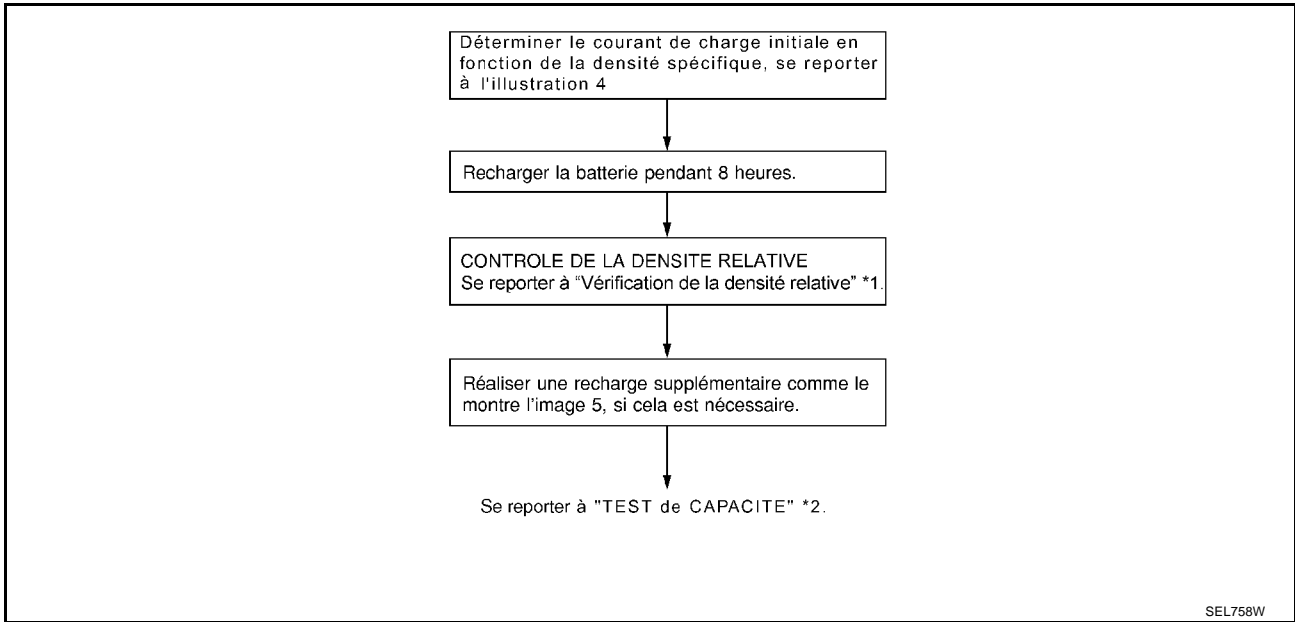 Déterminer le courant de charge initiale en
fonction de la densité spécifique, se reporter
à l'illustration 4
Recharger la batterie pendant 8 heures.
CONTROLE DE LA DENSITE RELATIVE
Se reporter à “Vérification de la densité relative” *1.
Réaliser une recharge supplémentaire comme le
montre l’image 5, si cela est nécessaire.
Se reporter à "TEST de CAPACITE" *2.
SEL758W